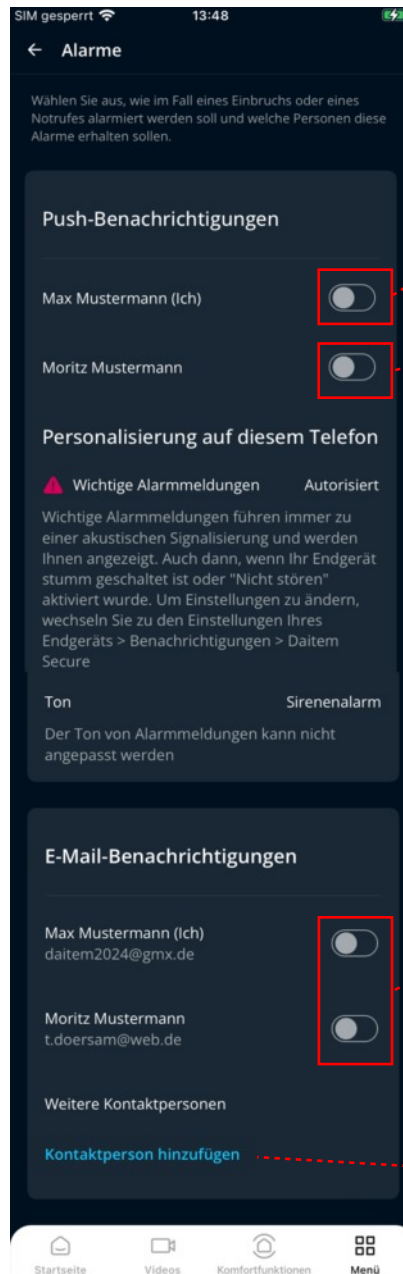 SIM gesperrt 13:48
Alarme
Wählen Sie aus, wie im Fall eines Einbruchs oder eines
Notrufes alarmiert werden soll und welche Personen diese
Alarme erhalten sollen.
Push-Benachrichtigungen
Max Mustermann (Ich)
Moritz Mustermann
Personalisierung auf diesem Telefon
Wichtige Alarmmeldungen Autorisiert
Wichtige Alarmmeldungen führen immer zu
einer akustischen Signalisierung und werden
Ihnen angezeigt. Auch dann, wenn Ihr Endgerät
stumm geschaltet ist oder "Nicht stören"
aktiviert wurde. Um Einstellungen zu ändern,
wechseln Sie zu den Einstellungen Ihres
Endgeräts > Benachrichtigungen > Daitem
Secure
Ton Sirenenalarm
Der Ton von Alarmmeldungen kann nicht
angepasst werden
E-Mail-Benachrichtigungen
Max Mustermann (Ich)
daitem2024@gmx.de
Moritz Mustermann
t.doersam@web.de
Weitere Kontaktpersonen
Kontaktperson hinzufügen
Startseite Videos Komfortfunktionen Menü